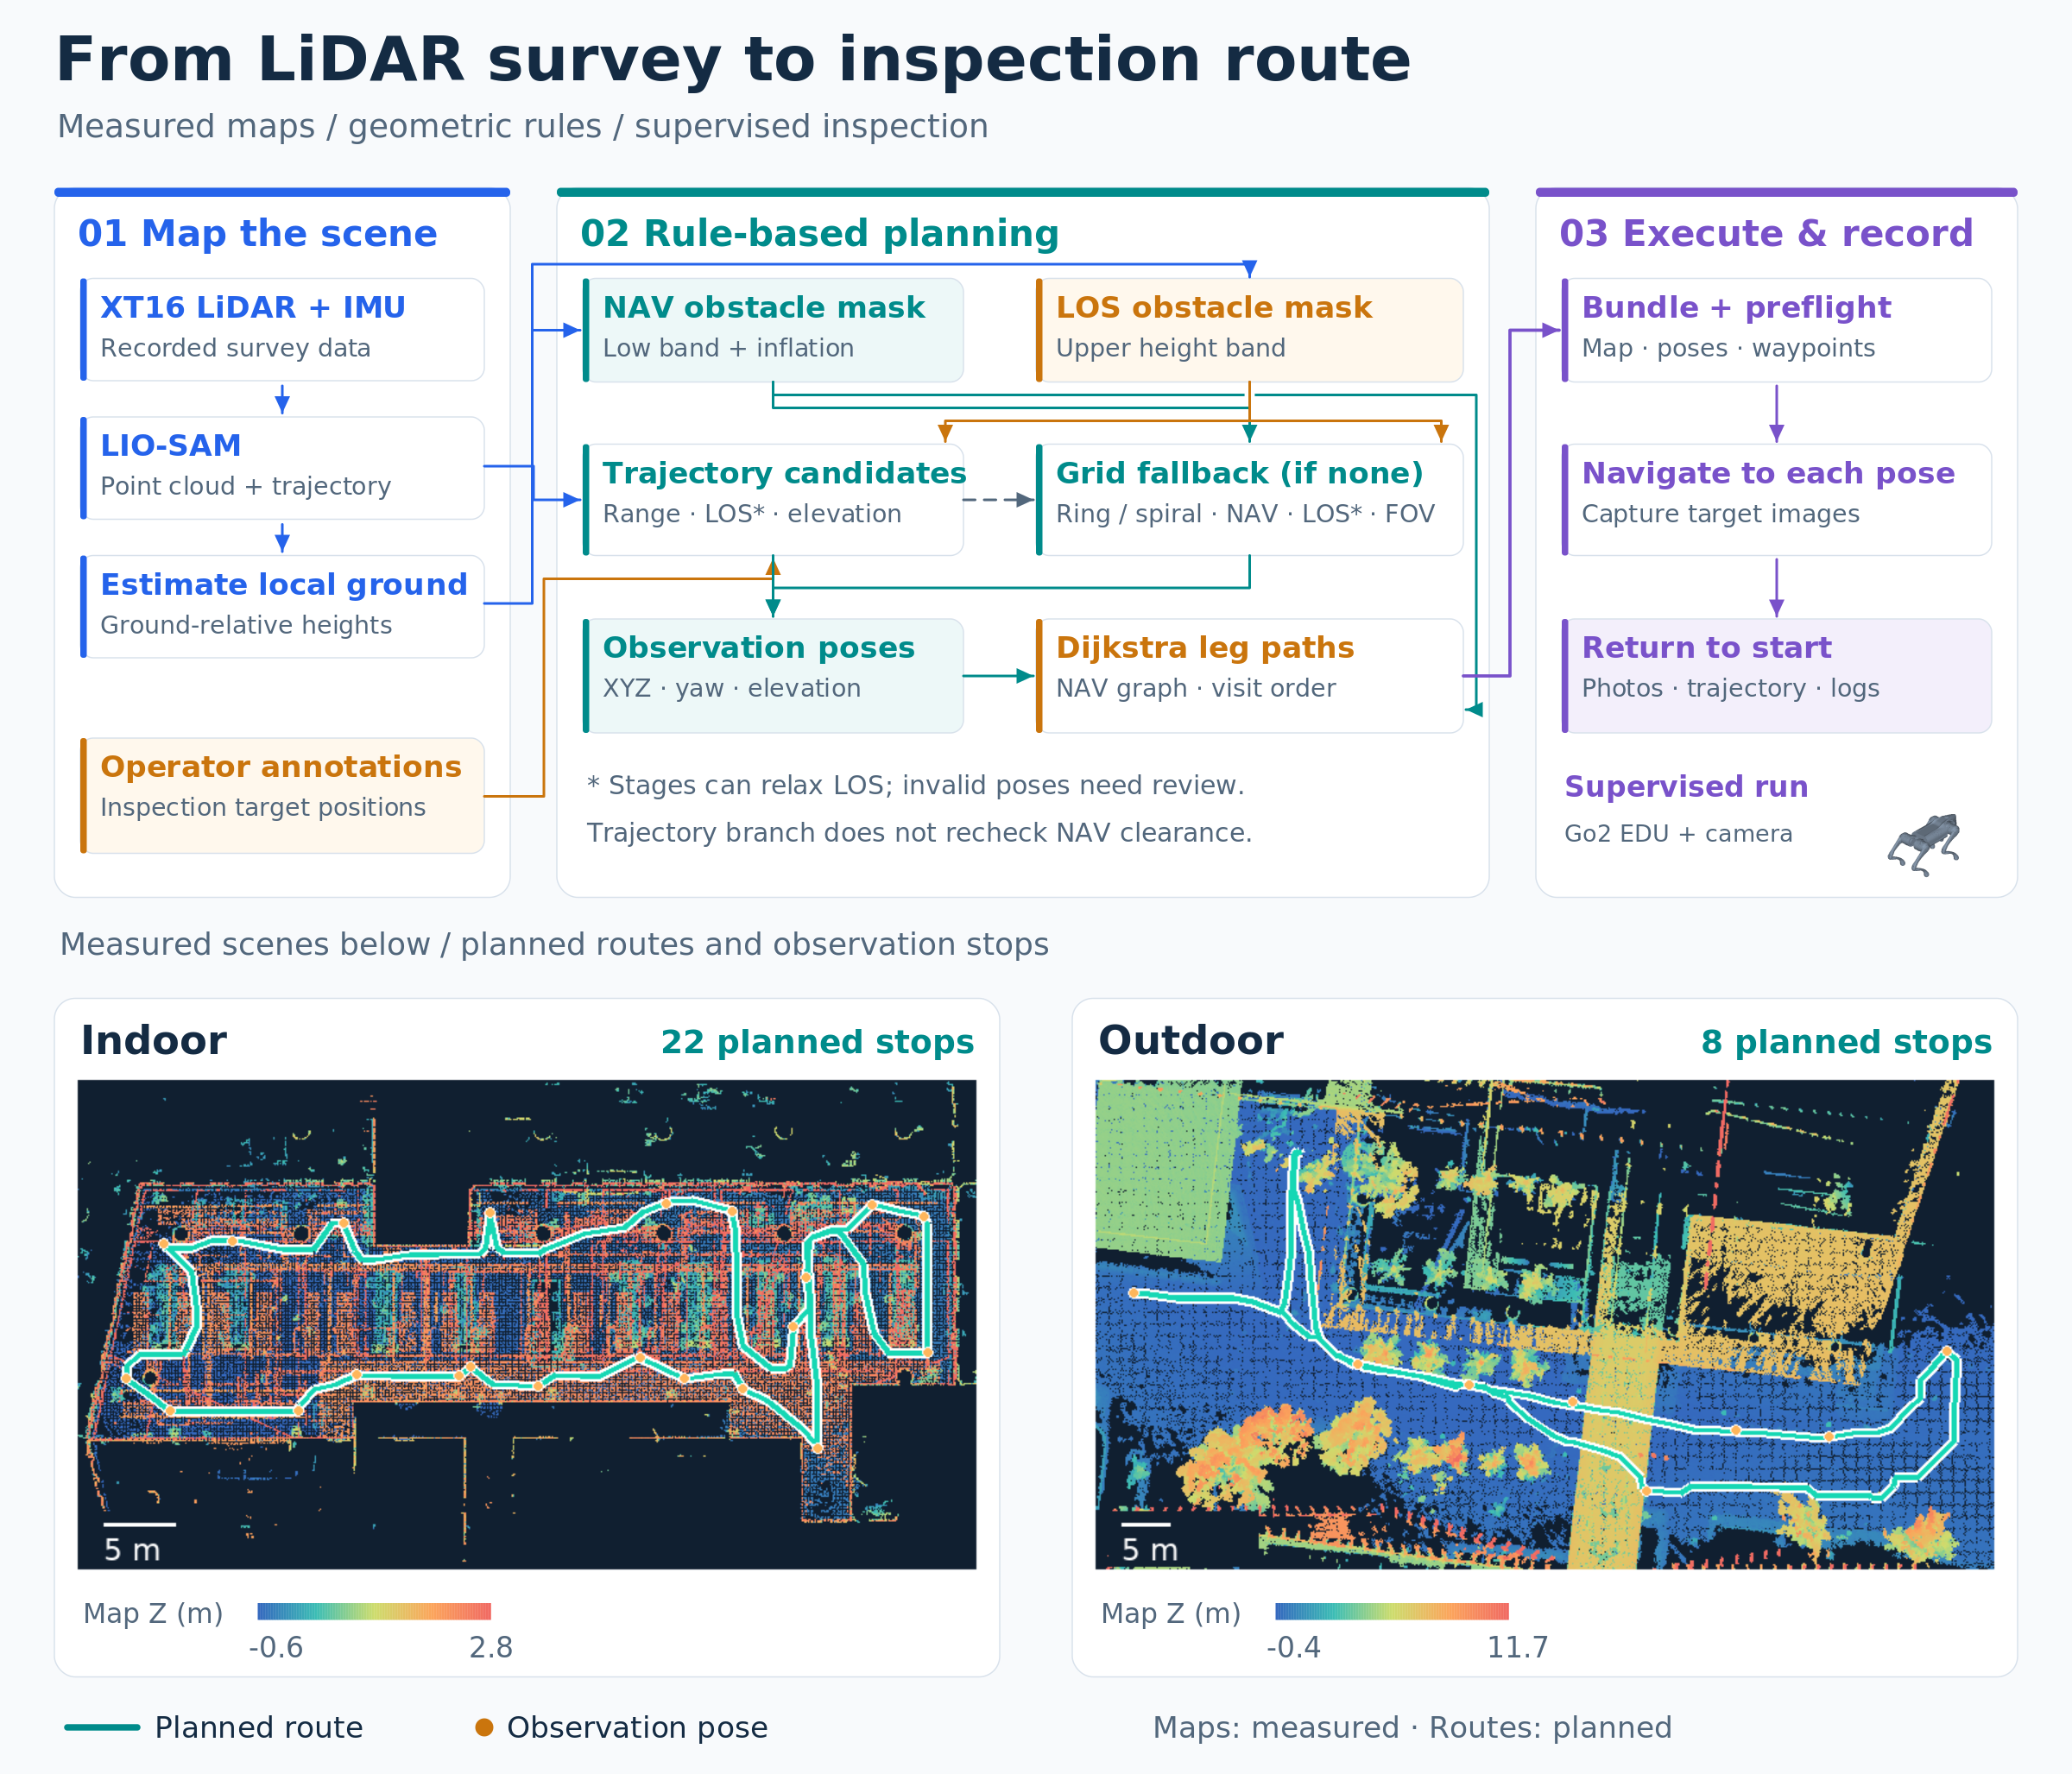 From LiDAR survey to inspection route
Measured maps / geometric rules / supervised inspection
01 Map the scene
XT16 LiDAR + IMU
Recorded survey data
LIO-SAM
Point cloud + trajectory
Estimate local ground
Ground-relative heights
Operator annotations
Inspection target positions
02 Rule-based planning
NAV obstacle mask
Low band + inflation
LOS obstacle mask
Upper height band
Trajectory candidates
Range · LOS* · elevation
Grid fallback (if none)
Ring / spiral · NAV · LOS* · FOV
Observation poses
XYZ · yaw · elevation
Dijkstra leg paths
NAV graph · visit order
* Stages can relax LOS; invalid poses need review.
Trajectory branch does not recheck NAV clearance.
03 Execute & record
Bundle + preflight
Map · poses · waypoints
Navigate to each pose
Capture target images
Return to start
Photos · trajectory · logs
Supervised run
Go2 EDU + camera
Measured scenes below / planned routes and observation stops
Indoor
22 planned stops
5 m
Map Z (m)
-0.6
2.8
Outdoor
8 planned stops
5 m
Map Z (m)
-0.4
11.7
Planned route
Observation pose
Maps: measured · Routes: planned